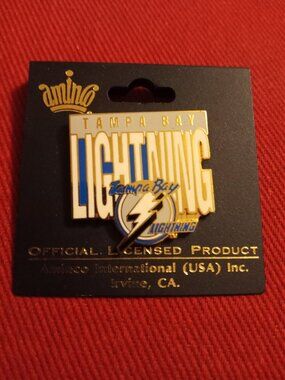 aminco
TAMPA BAY
LIGHTNING
Tampa Bay
LIGHTNING
OFFICIAL LICENSED PRODUCT
Aminco International (USA) Inc.
Irvine, CA.